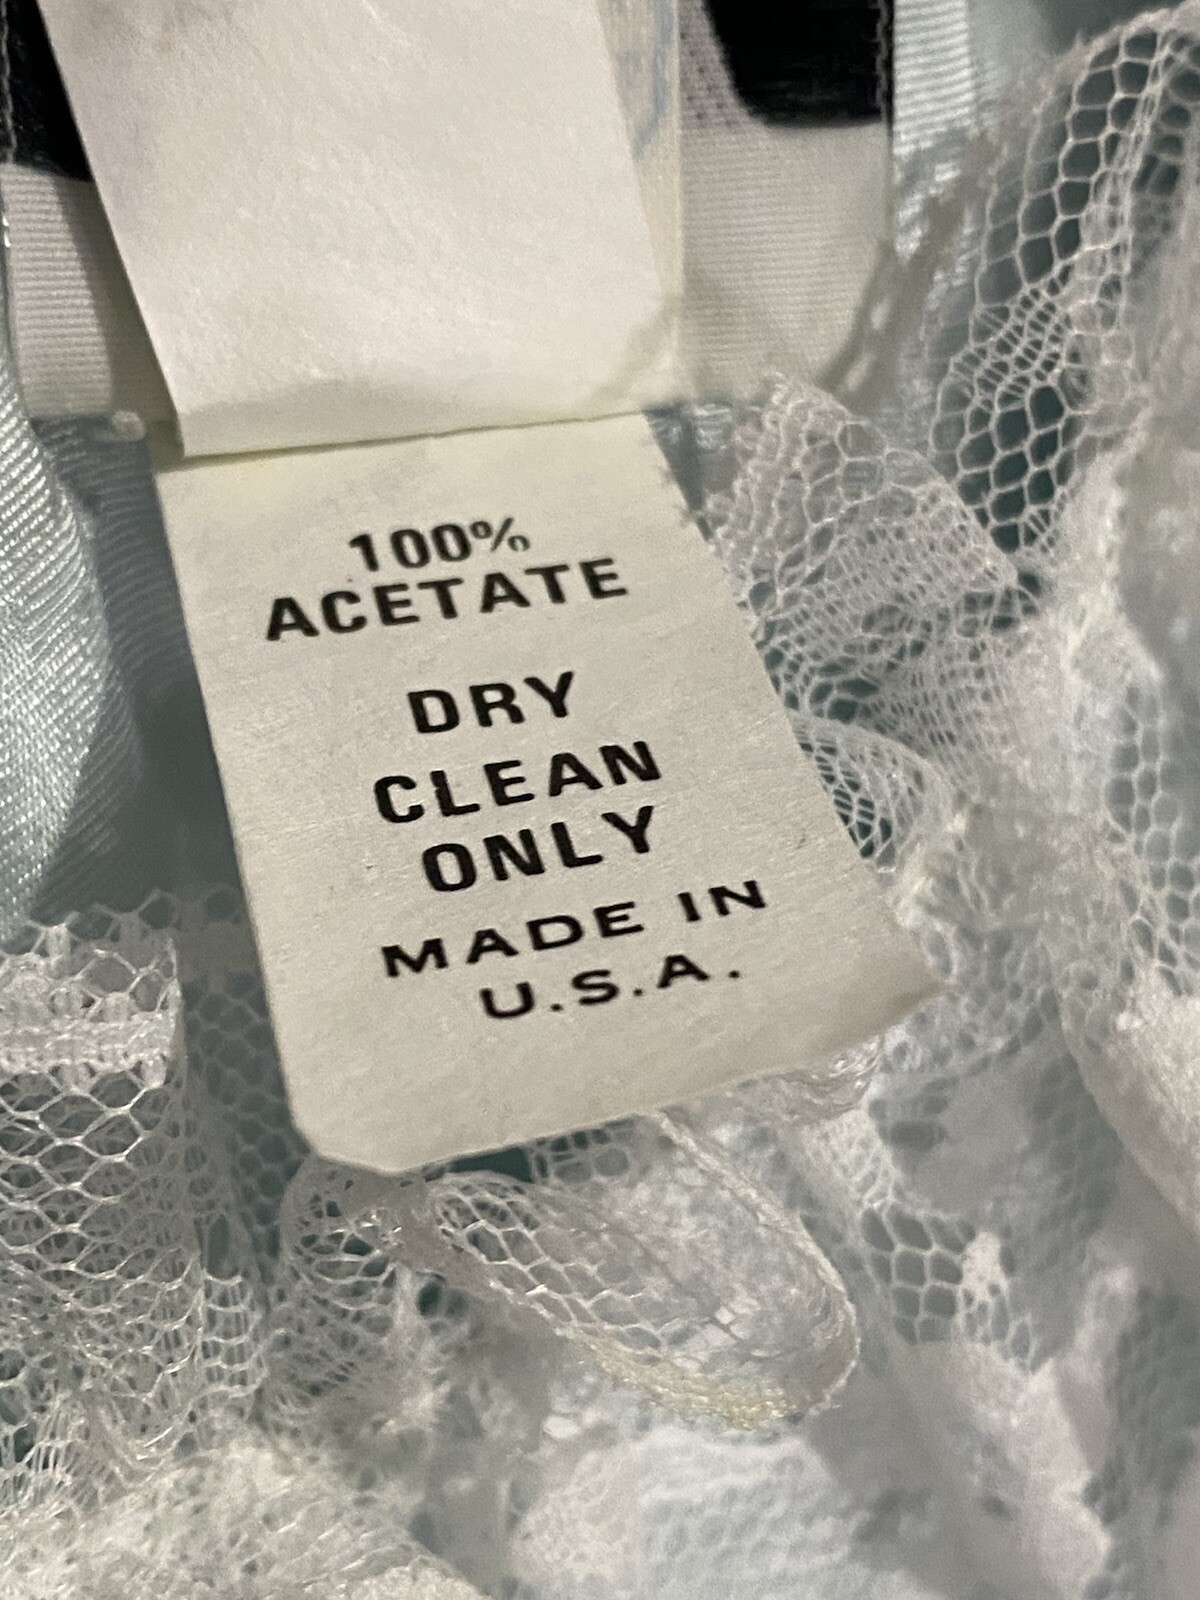 100%
ACETATE
DRY
CLEAN
ONLY
MADE IN
U.S.A.